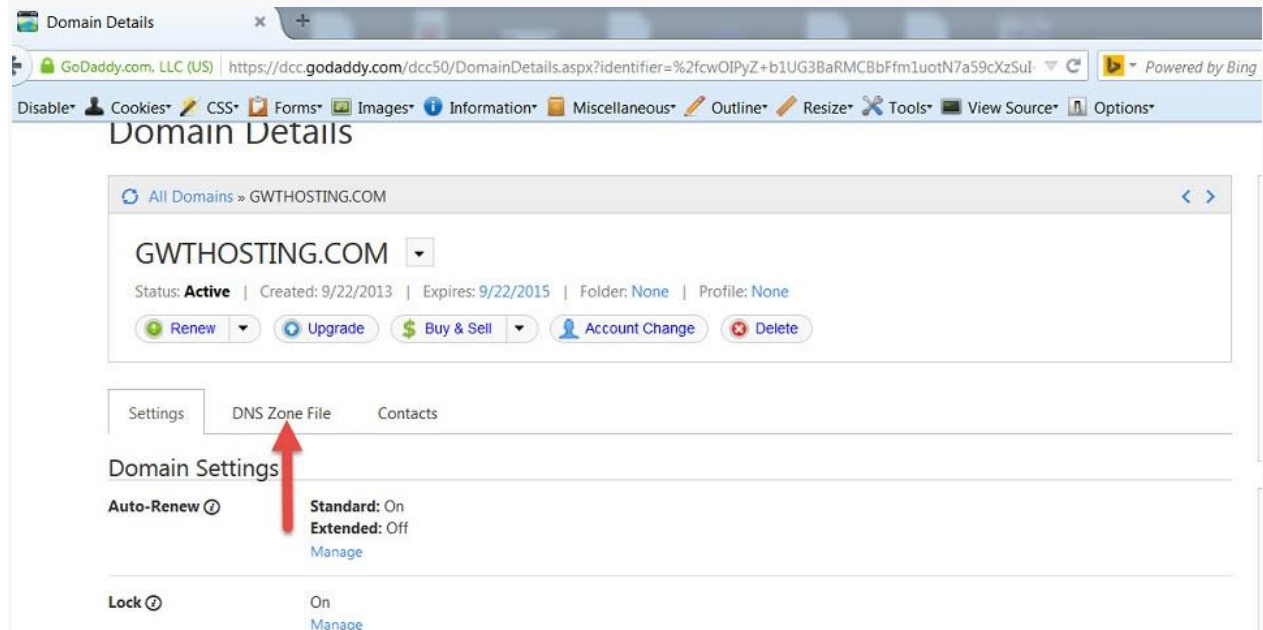 Domain Details
GoDaddy.com, LLC (US) https://dcc.godaddy.com/dcc50/DomainDetails.aspx?identifier=%2fcwOIPyZ+b1UG3BaRMCBbFfm1uotN7a59cXzSul Powered by Bing
Disable Cookies CSS Forms Images Information Miscellaneous Outline Resize Tools View Source Options
Domain Details
All Domains » GWTHOSTING.COM
GWTHOSTING.COM
Status: Active | Created: 9/22/2013 | Expires: 9/22/2015 | Folder: None | Profile: None
Renew Upgrade Buy & Sell Account Change Delete
Settings DNS Zone File Contacts
Domain Settings
Auto-Renew Standard: On
Extended: Off
Manage
Lock On
Manage